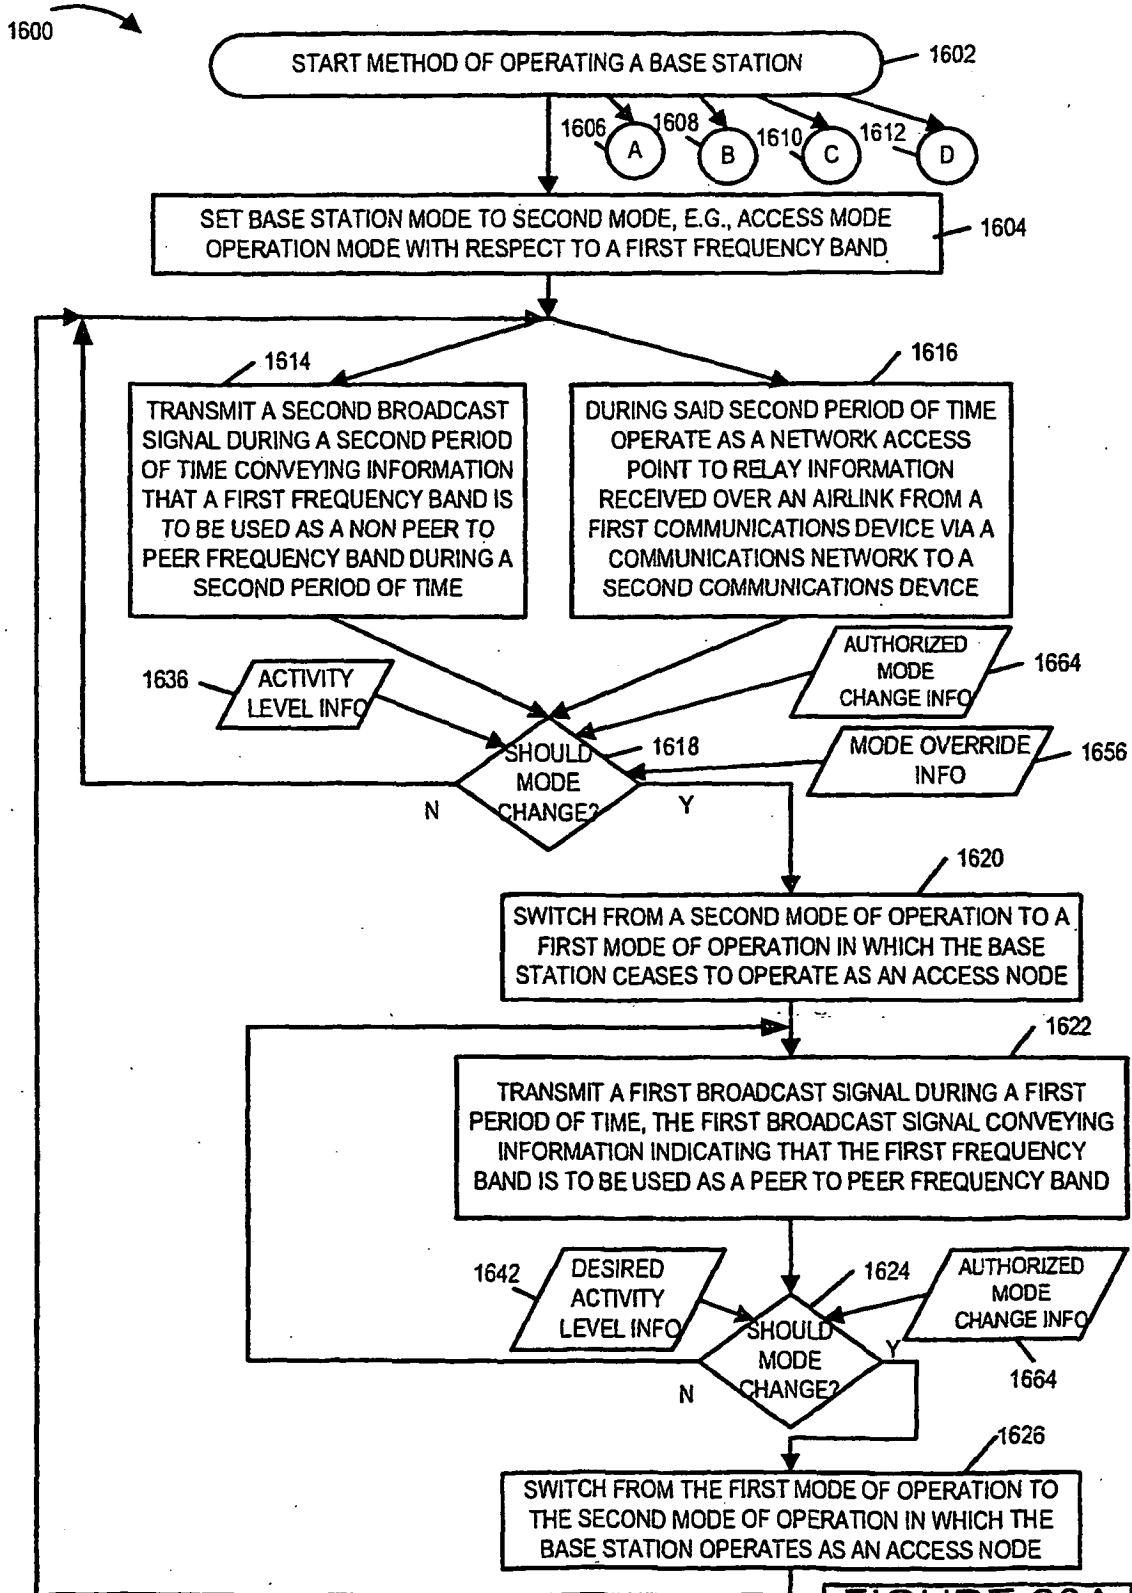 1600
START METHOD OF OPERATING A BASE STATION
1602
1606
A
1608
B
1610
C
1612
D
SET BASE STATION MODE TO SECOND MODE, E.G., ACCESS MODE
OPERATION MODE WITH RESPECT TO A FIRST FREQUENCY BAND
1604
1614
TRANSMIT A SECOND BROADCAST
SIGNAL DURING A SECOND PERIOD
OF TIME CONVEYING INFORMATION
THAT A FIRST FREQUENCY BAND IS
TO BE USED AS A NON PEER TO
PEER FREQUENCY BAND DURING A
SECOND PERIOD OF TIME
1616
DURING SAID SECOND PERIOD OF TIME
OPERATE AS A NETWORK ACCESS
POINT TO RELAY INFORMATION
RECEIVED OVER AN AIRLINK FROM A
FIRST COMMUNICATIONS DEVICE VIA A
COMMUNICATIONS NETWORK TO A
SECOND COMMUNICATIONS DEVICE
1636
ACTIVITY
LEVEL INFO
AUTHORIZED
MODE
CHANGE INFO
1664
1618
SHOULD
MODE
CHANGE?
MODE OVERRIDE
INFO
1656
N
Y
1620
SWITCH FROM A SECOND MODE OF OPERATION TO A
FIRST MODE OF OPERATION IN WHICH THE BASE
STATION CEASES TO OPERATE AS AN ACCESS NODE
1622
TRANSMIT A FIRST BROADCAST SIGNAL DURING A FIRST
PERIOD OF TIME, THE FIRST BROADCAST SIGNAL CONVEYING
INFORMATION INDICATING THAT THE FIRST FREQUENCY
BAND IS TO BE USED AS A PEER TO PEER FREQUENCY BAND
1642
DESIRED
ACTIVITY
LEVEL INFO
1624
SHOULD
MODE
CHANGE?
AUTHORIZED
MODE
CHANGE INFO
1664
N
Y
1626
SWITCH FROM THE FIRST MODE OF OPERATION TO
THE SECOND MODE OF OPERATION IN WHICH THE
BASE STATION OPERATES AS AN ACCESS NODE